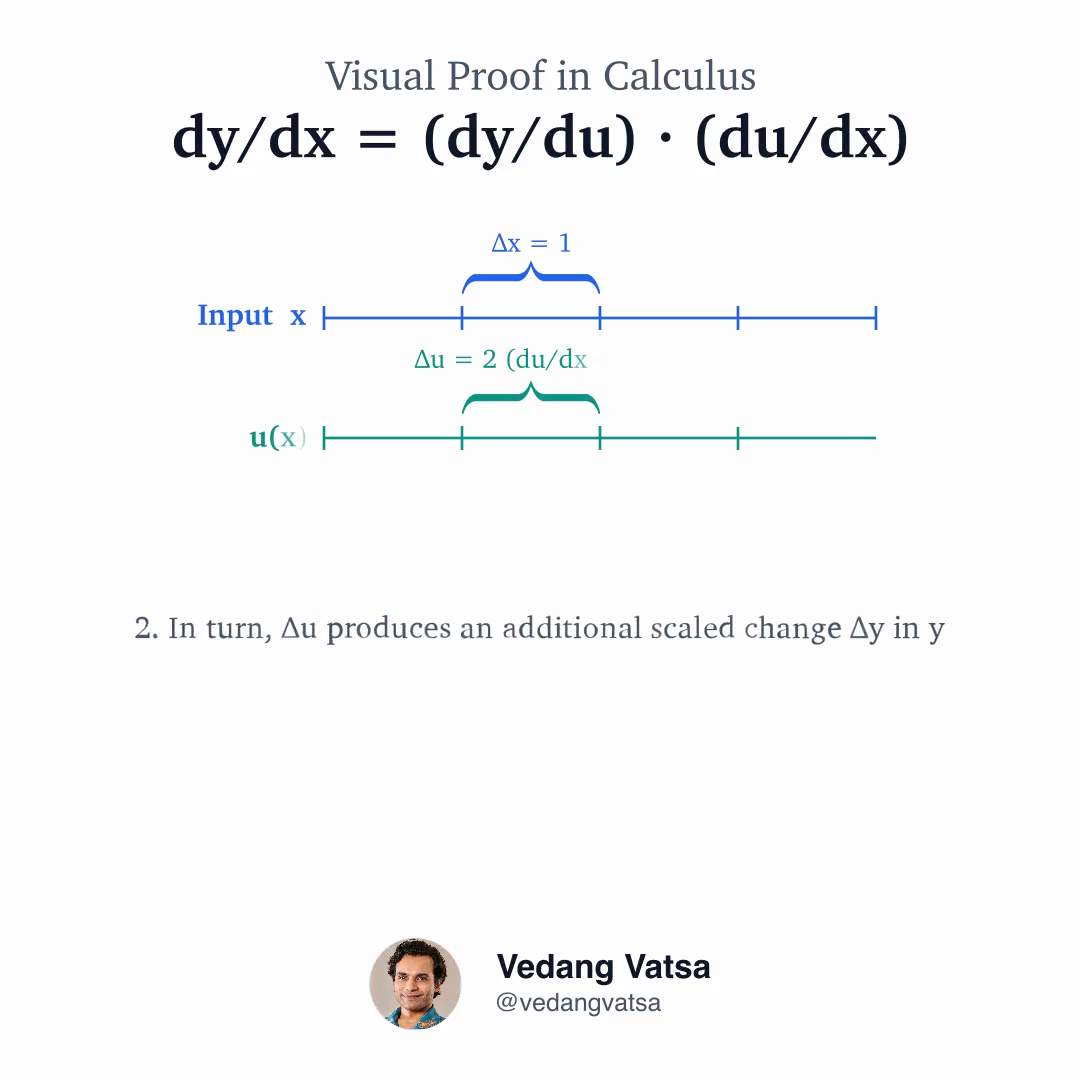 Visual Proof in Calculus
dy/dx = (dy/du) · (du/dx)
Δx = 1
Input x
Δu = 2 (du/dx
u(x)
2. In turn, Δu produces an additional scaled change Δy in y
Vedang Vatsa
@vedangvatsa